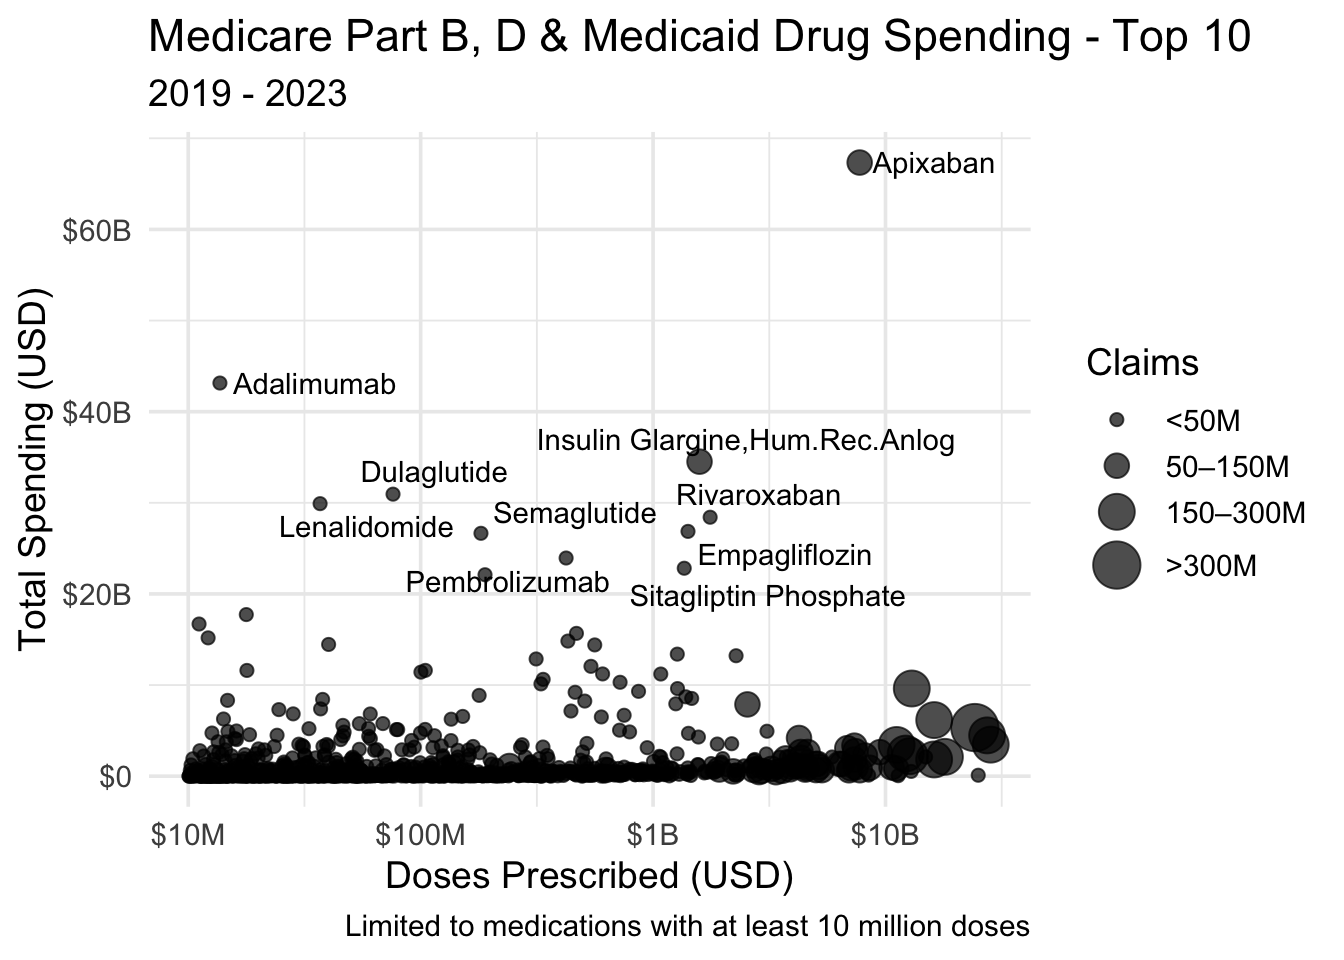 Medicare Part B, D & Medicaid Drug Spending - Top 10
2019 - 2023
Total Spending (USD)
$60B
$40B
$20B
$0
Apixaban
Adalimumab
Insulin Glargine,Hum.Rec.Anlog
Dulaglutide
Rivaroxaban
Semaglutide
Lenalidomide
Empagliflozin
Pembrolizumab
Sitagliptin Phosphate
Claims
<50M
50–150M
150–300M
>300M
$10M
$100M
$1B
$10B
Doses Prescribed (USD)
Limited to medications with at least 10 million doses